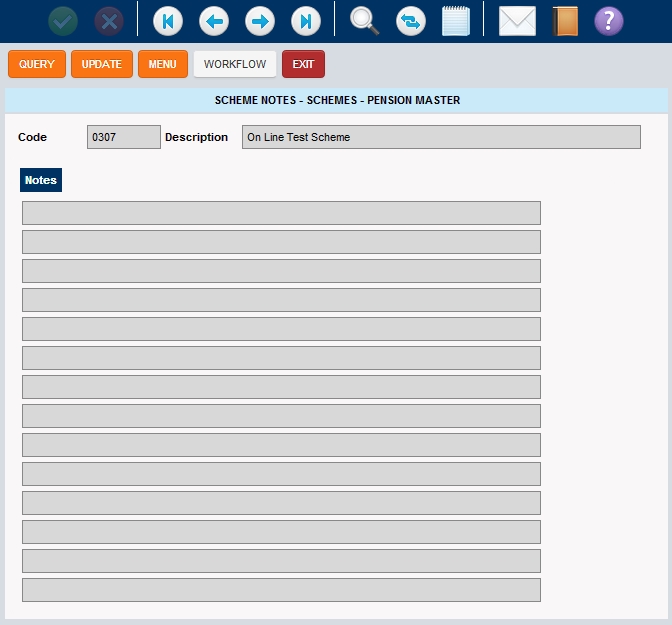 ?
QUERY UPDATE MENU WORKFLOW EXIT
SCHEME NOTES - SCHEMES - PENSION MASTER
Code 0307 Description On Line Test Scheme
Notes